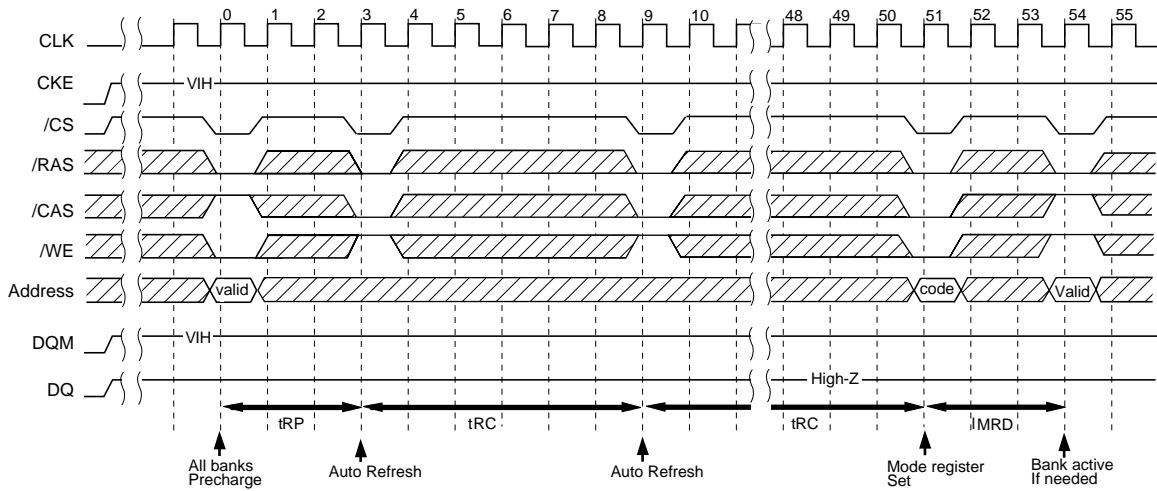 0 1 2 3 4 5 6 7 8 9 10 48 49 50 51 52 53 54 55
CLK
CKE VIH
/CS
/RAS
/CAS
/WE
Address valid code Valid
DQM VIH
DQ High-Z
tRP tRC tRC lMRD
All banks
Precharge
Auto Refresh
Auto Refresh
Mode register
Set
Bank active
If needed